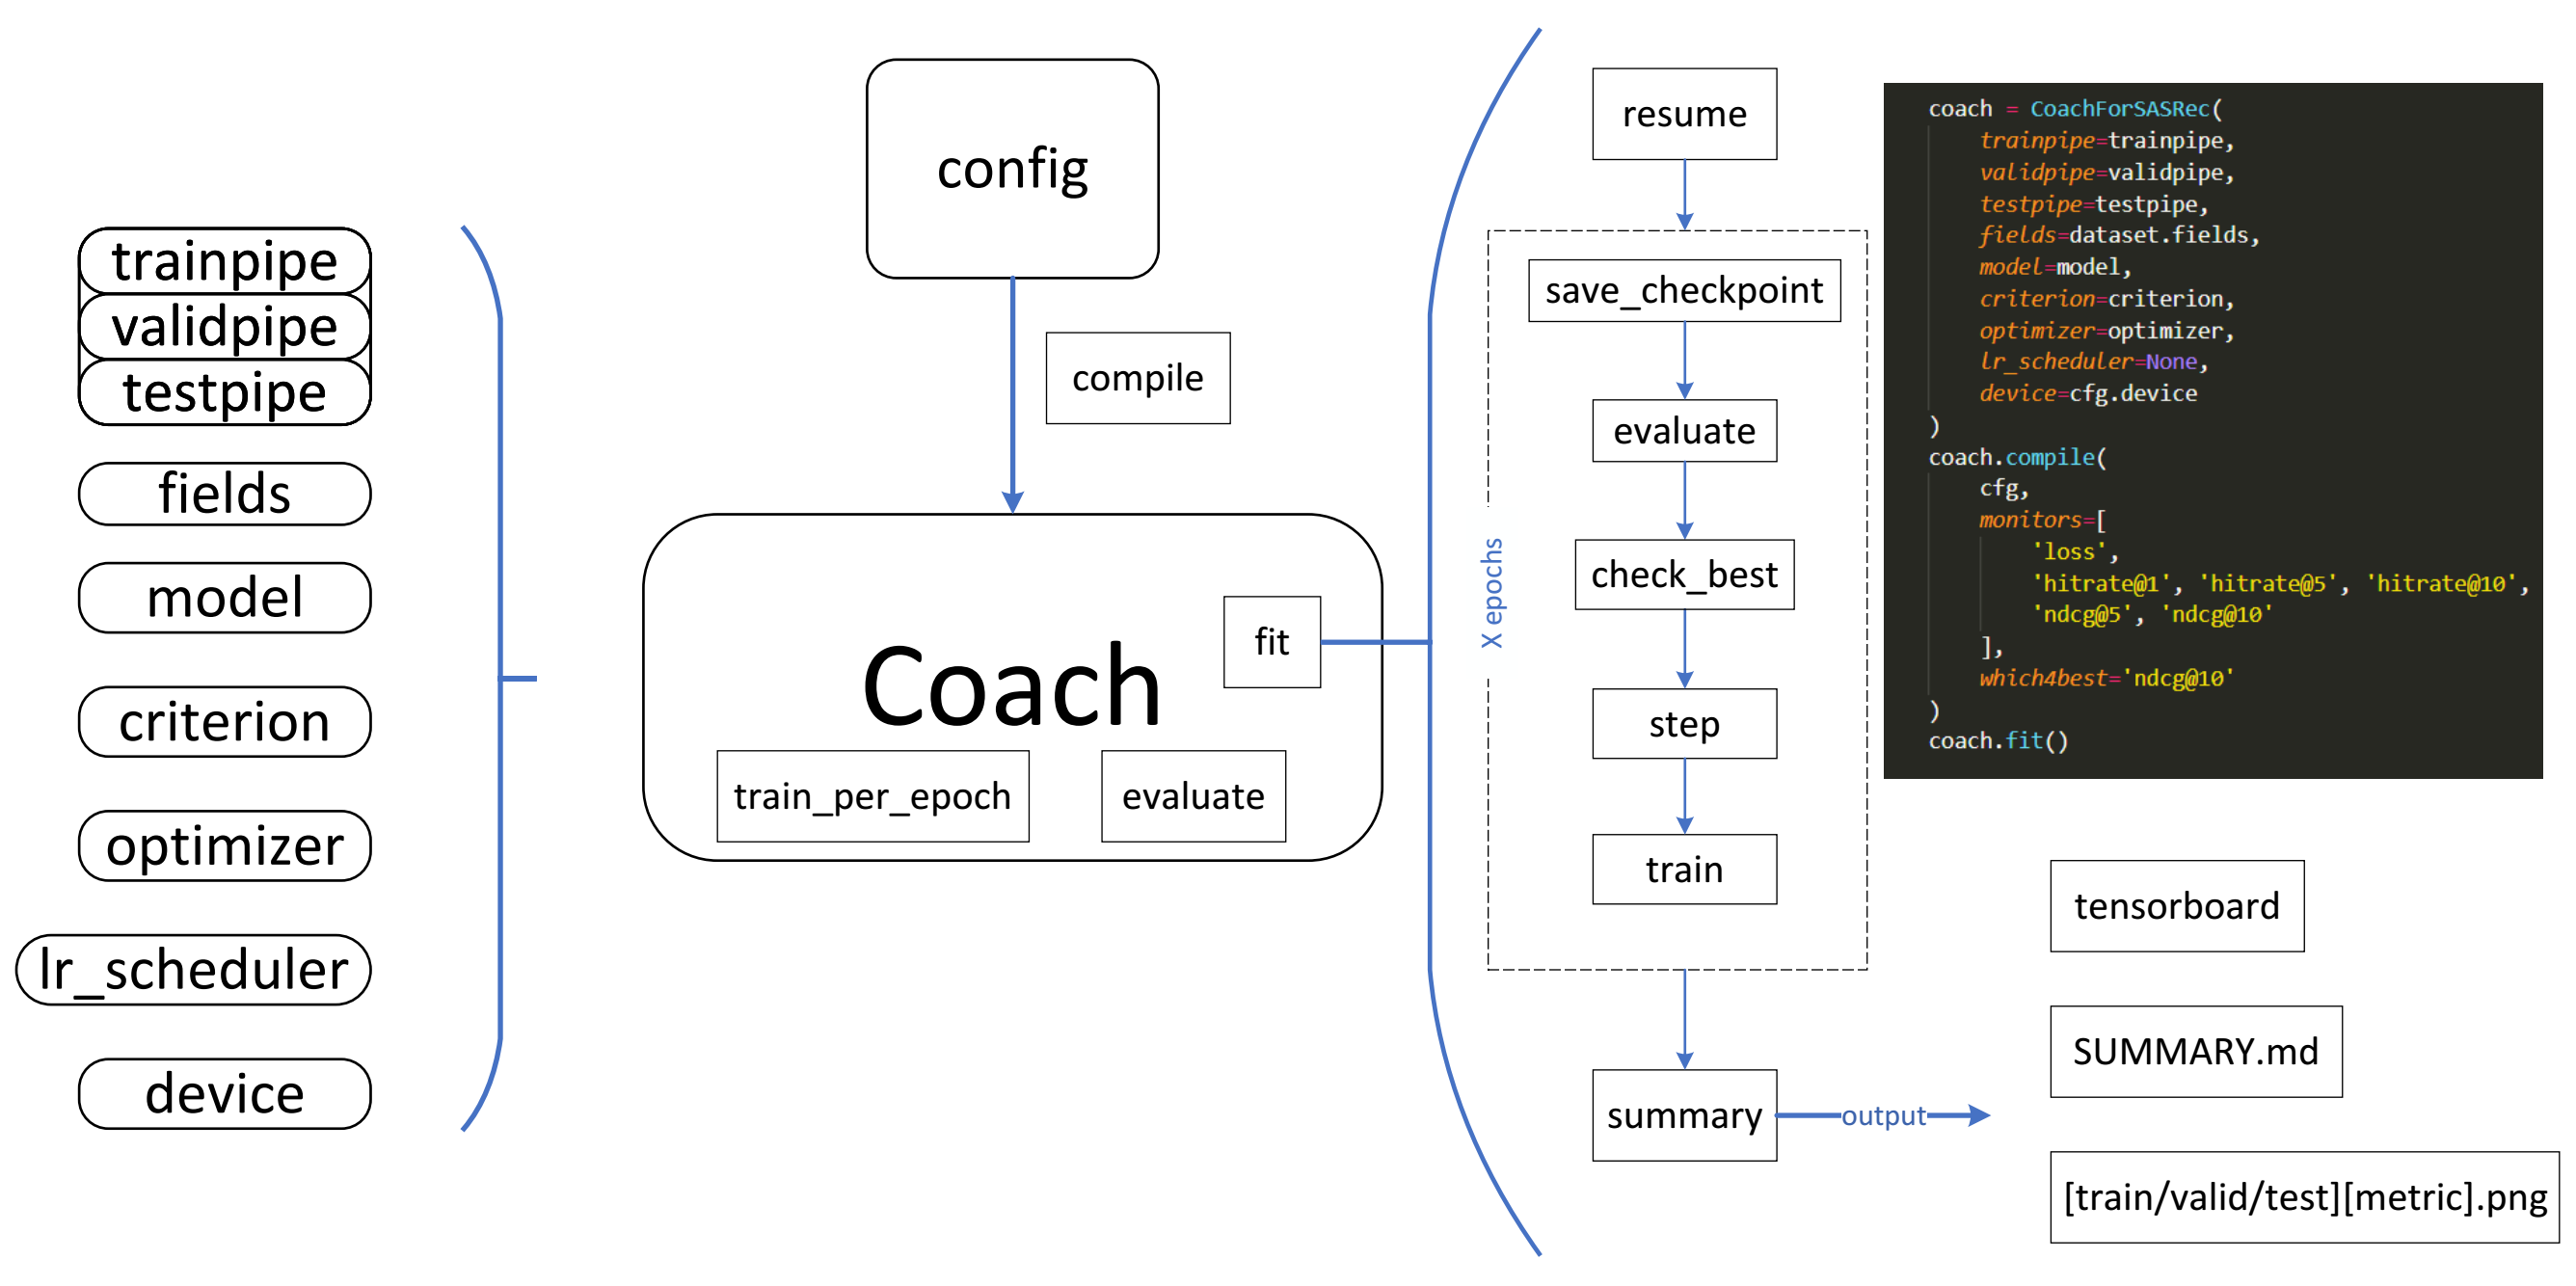 trainpipe
validpipe
testpipe
fields
model
criterion
optimizer
lr_scheduler
device
config
compile
Coach
fit
train_per_epoch
evaluate
resume
X epochs
save_checkpoint
evaluate
check_best
step
train
summary
output
coach = CoachForSASRec(
trainpipe=trainpipe,
validpipe=validpipe,
testpipe=testpipe,
fields=dataset.fields,
model=model,
criterion=criterion,
optimizer=optimizer,
lr_scheduler=None,
device=cfg.device
)
coach.compile(
cfg,
monitors=[
'loss',
'hitrate@1', 'hitrate@5', 'hitrate@10',
'ndcg@5', 'ndcg@10'
],
which4best='ndcg@10'
)
coach.fit()
tensorboard
SUMMARY.md
[train/valid/test][metric].png